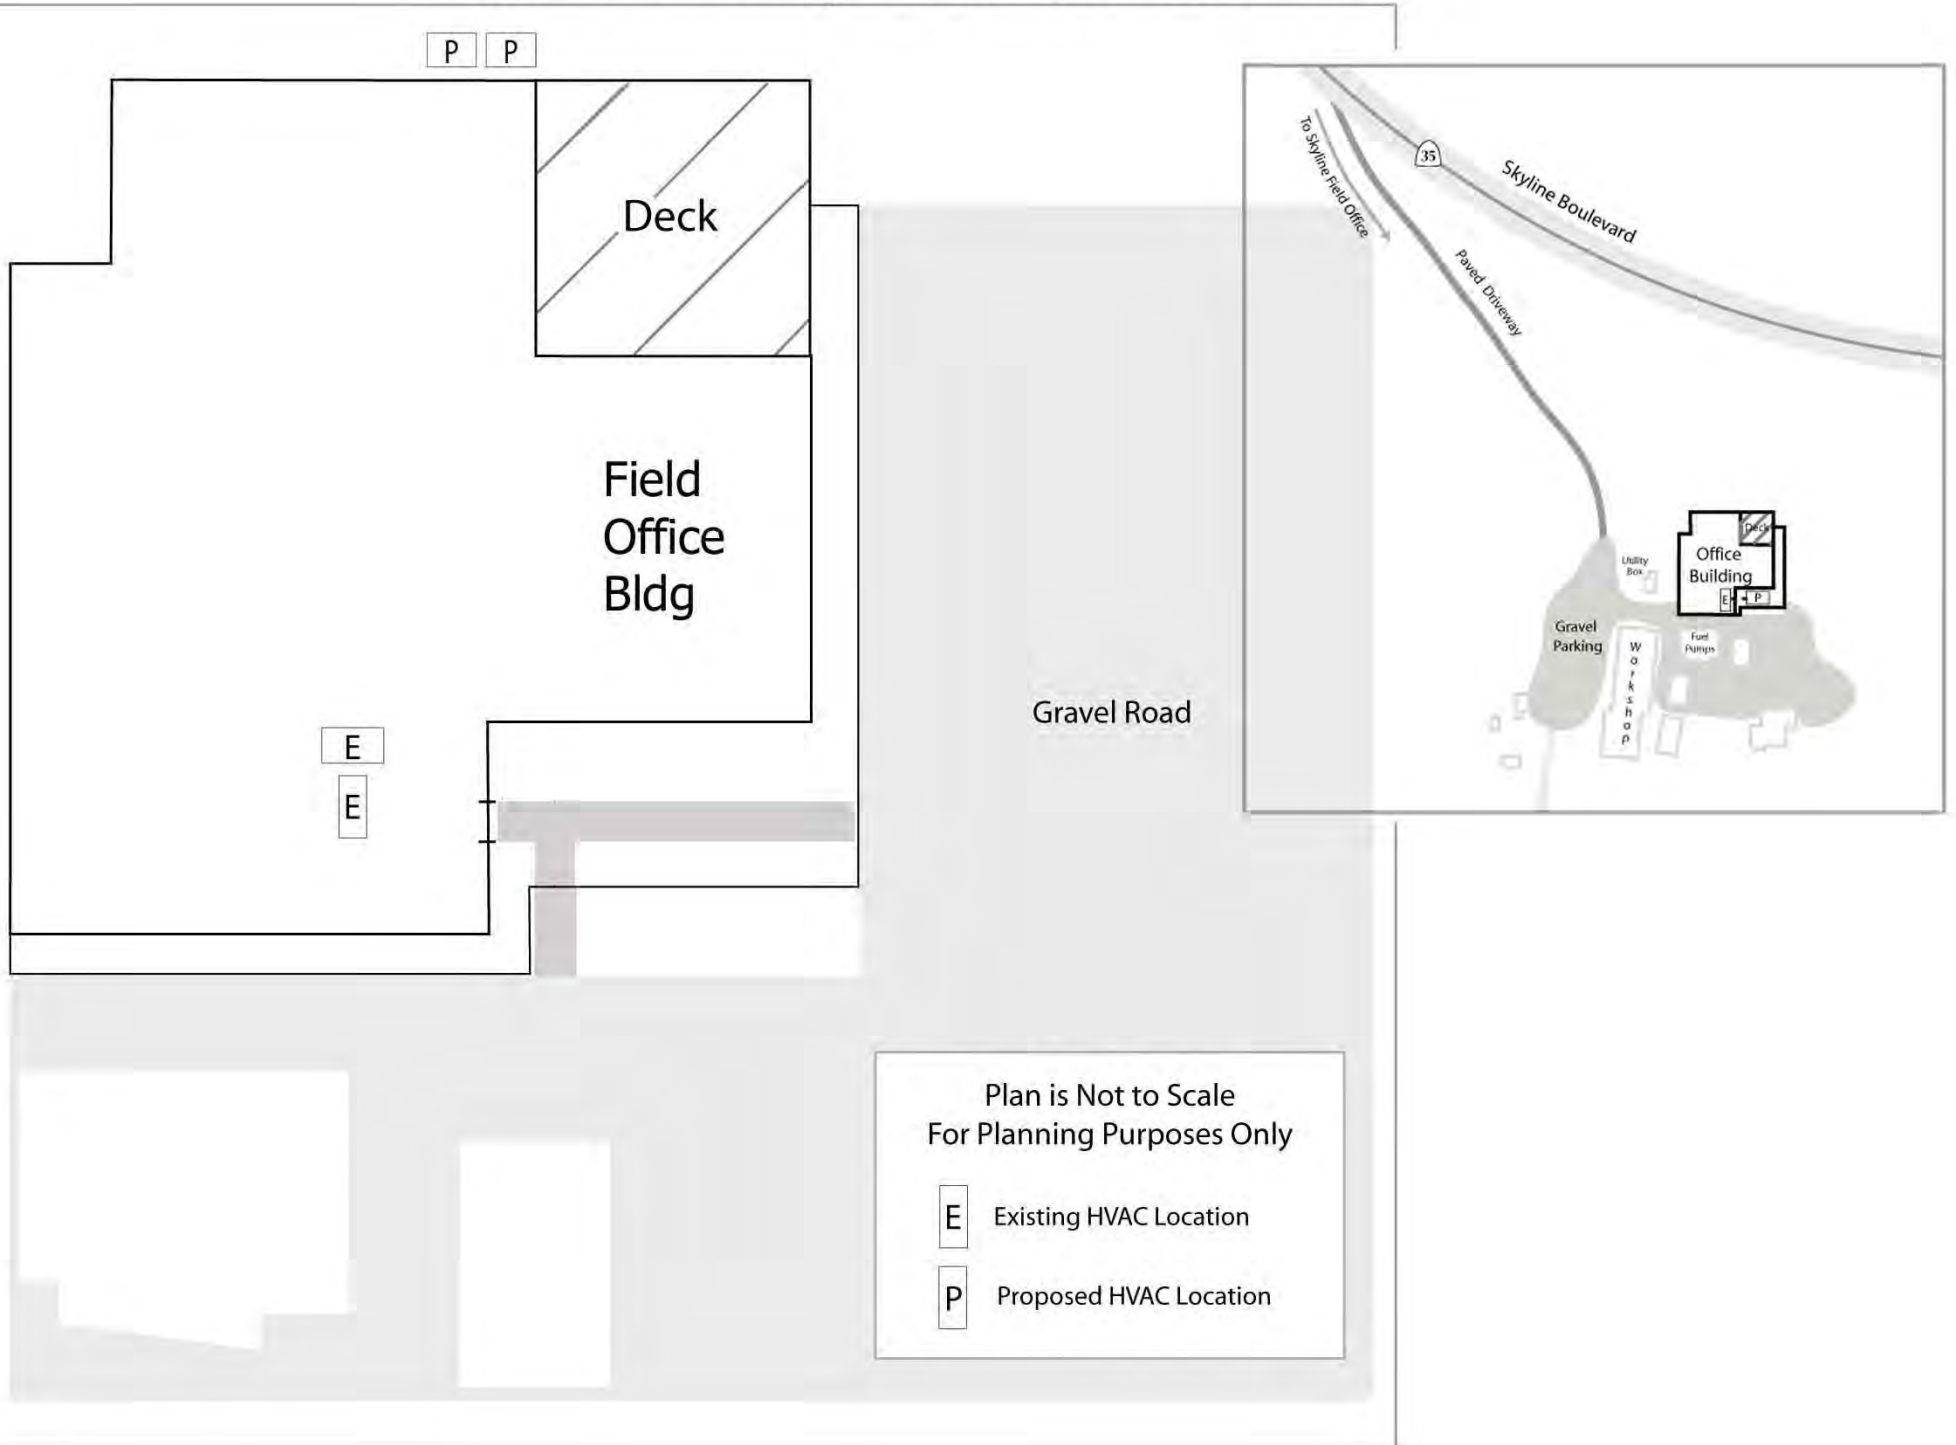 P P
Deck
Field
Office
Bldg
E
E
Gravel Road
Plan is Not to Scale
For Planning Purposes Only
E Existing HVAC Location
P Proposed HVAC Location
35
Skyline Boulevard
To Skyline Field Office
Paved Driveway
Deck
Office
Building
E P
Utility
Box
Gravel
Parking
Workshop
Fuel
Pumps